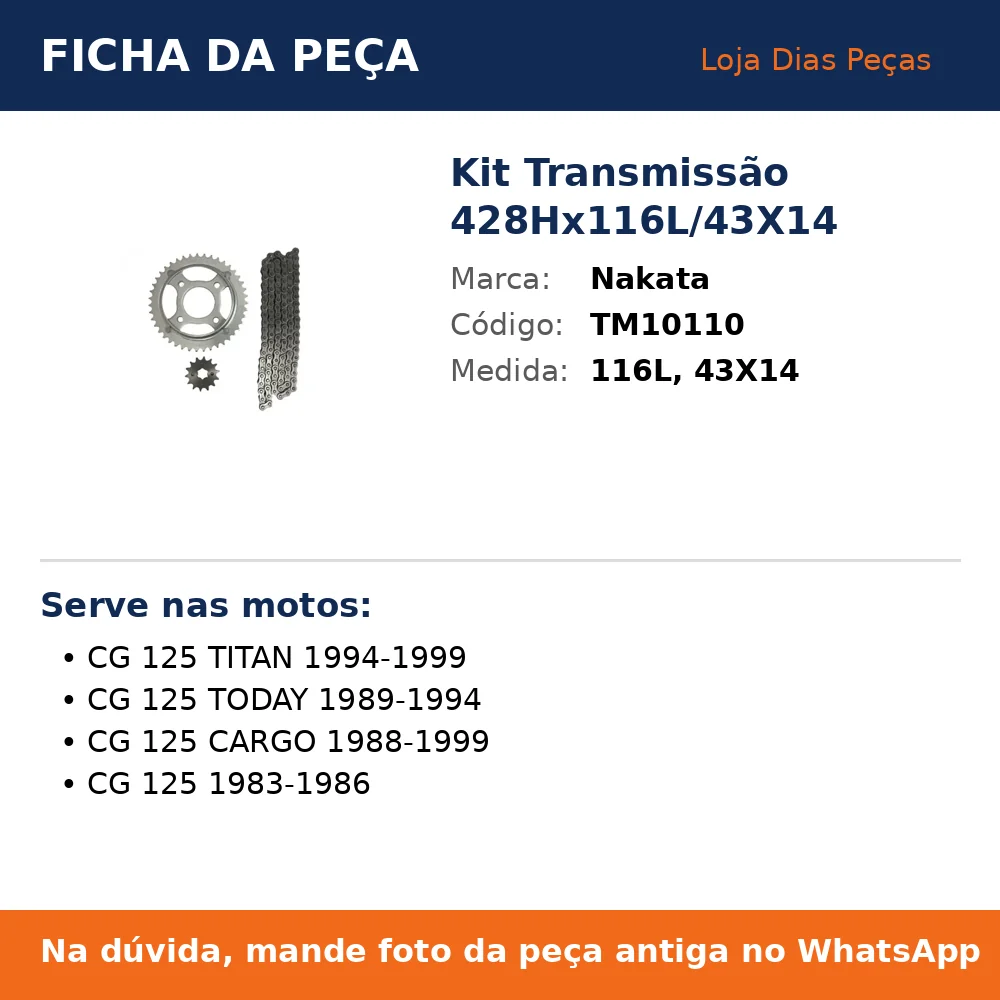 FICHA DA PEÇA
Loja Dias Peças
Kit Transmissão
428Hx116L/43X14
Marca: Nakata
Código: TM10110
Medida: 116L, 43X14
Serve nas motos:
• CG 125 TITAN 1994-1999
• CG 125 TODAY 1989-1994
• CG 125 CARGO 1988-1999
• CG 125 1983-1986
Na dúvida, mande foto da peça antiga no WhatsApp